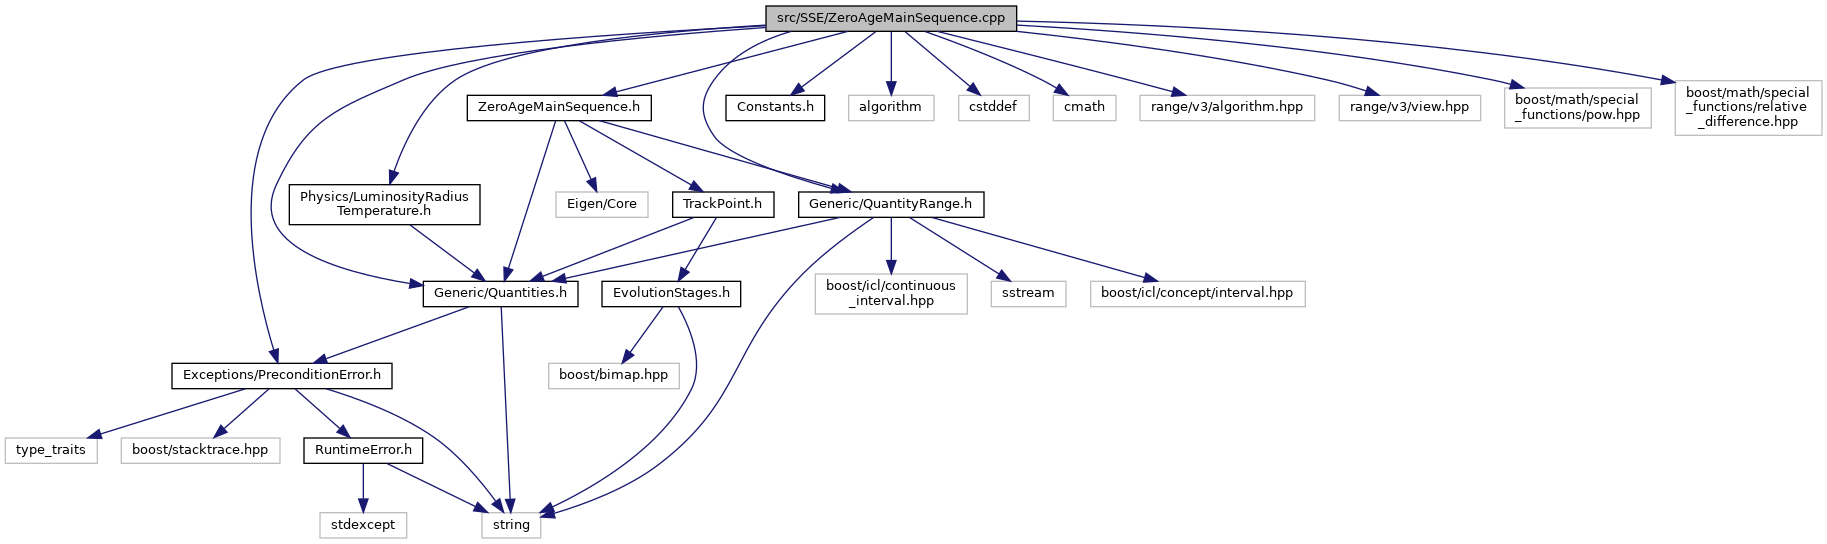 src/SSE/ZeroAgeMainSequence.cpp
ZeroAgeMainSequence.h
Constants.h
algorithm
cstddef
cmath
range/v3/algorithm.hpp
range/v3/view.hpp
boost/math/special
_functions/pow.hpp
boost/math/special
_functions/relative
_difference.hpp
Physics/LuminosityRadius
Temperature.h
Eigen/Core
TrackPoint.h
Generic/QuantityRange.h
Generic/Quantities.h
EvolutionStages.h
boost/icl/continuous
_interval.hpp
sstream
boost/icl/concept/interval.hpp
Exceptions/PreconditionError.h
boost/bimap.hpp
type_traits
boost/stacktrace.hpp
RuntimeError.h
stdexcept
string